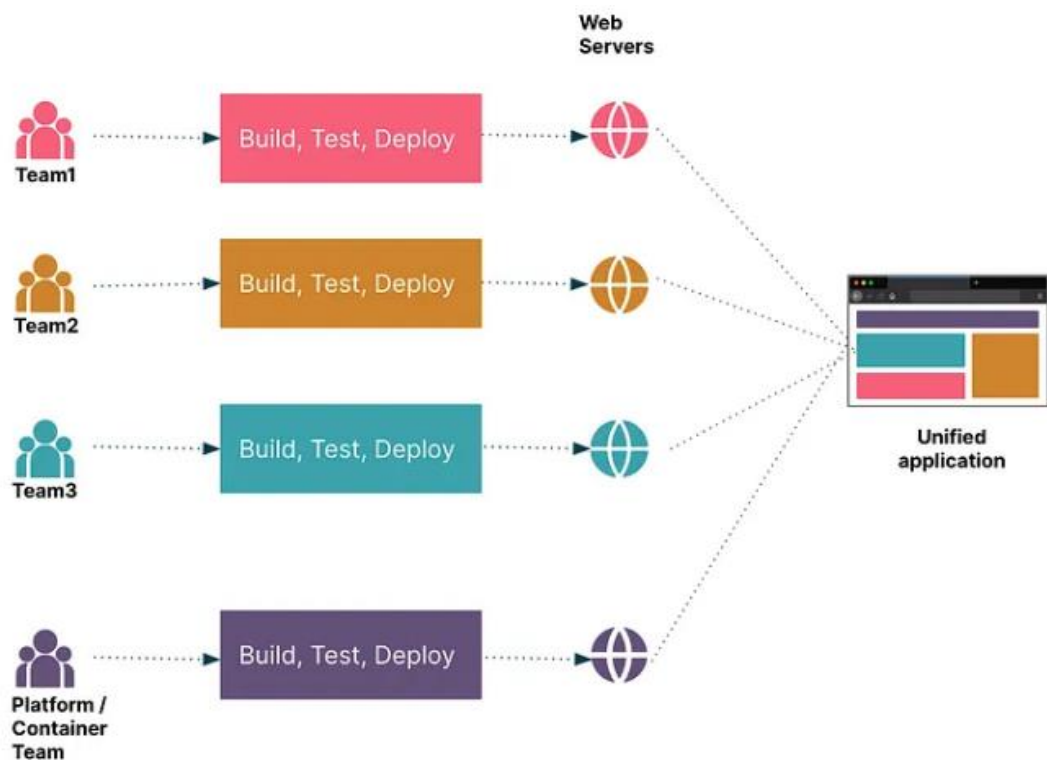 Web
Servers
Build, Test, Deploy
Team1
Build, Test, Deploy
Team2
Build, Test, Deploy
Team3
Unified
application
Build, Test, Deploy
Platform /
Container
Team